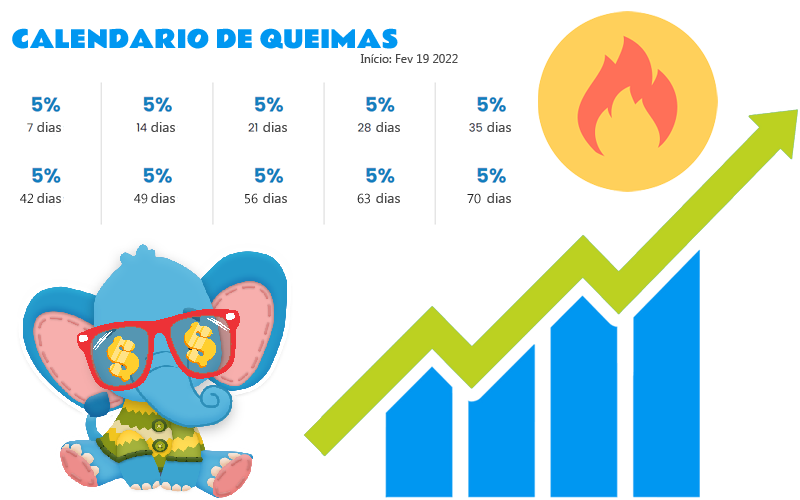 CALENDARIO DE QUEIMAS
Início: Fev 19 2022
5% 5% 5% 5% 5%
7 dias 14 dias 21 dias 28 dias 35 dias
5% 5% 5% 5% 5%
42 dias 49 dias 56 dias 63 dias 70 dias